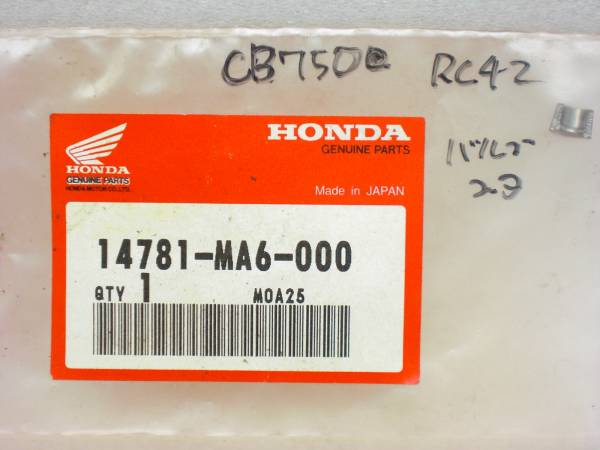 CB750 RC42
バルブ
コタ
HONDA
GENUINE PARTS
HONDA MOTOR CO.,LTD.
HONDA
GENUINE PARTS
Made in JAPAN
14781-MA6-000
QTY 1 MOA25